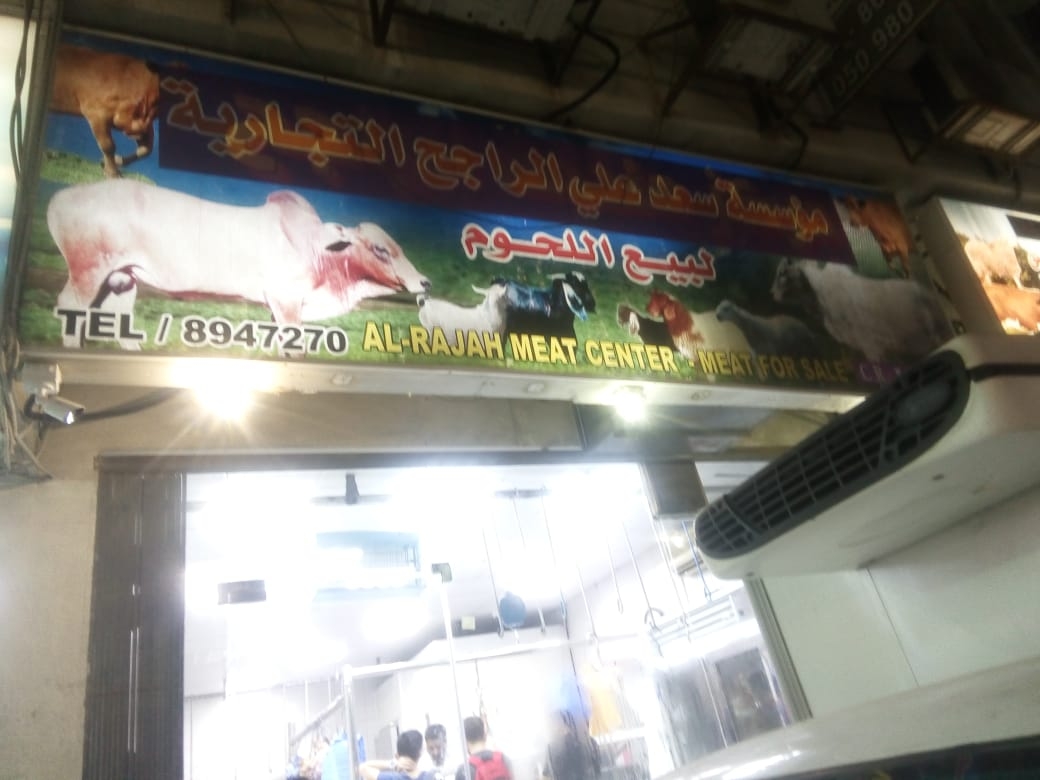 مؤسسة سعد علي الراجح التجارية
لبيع اللحوم
TEL / 8947270 AL-RAJAH MEAT CENTER - MEAT FOR SALE
050 980